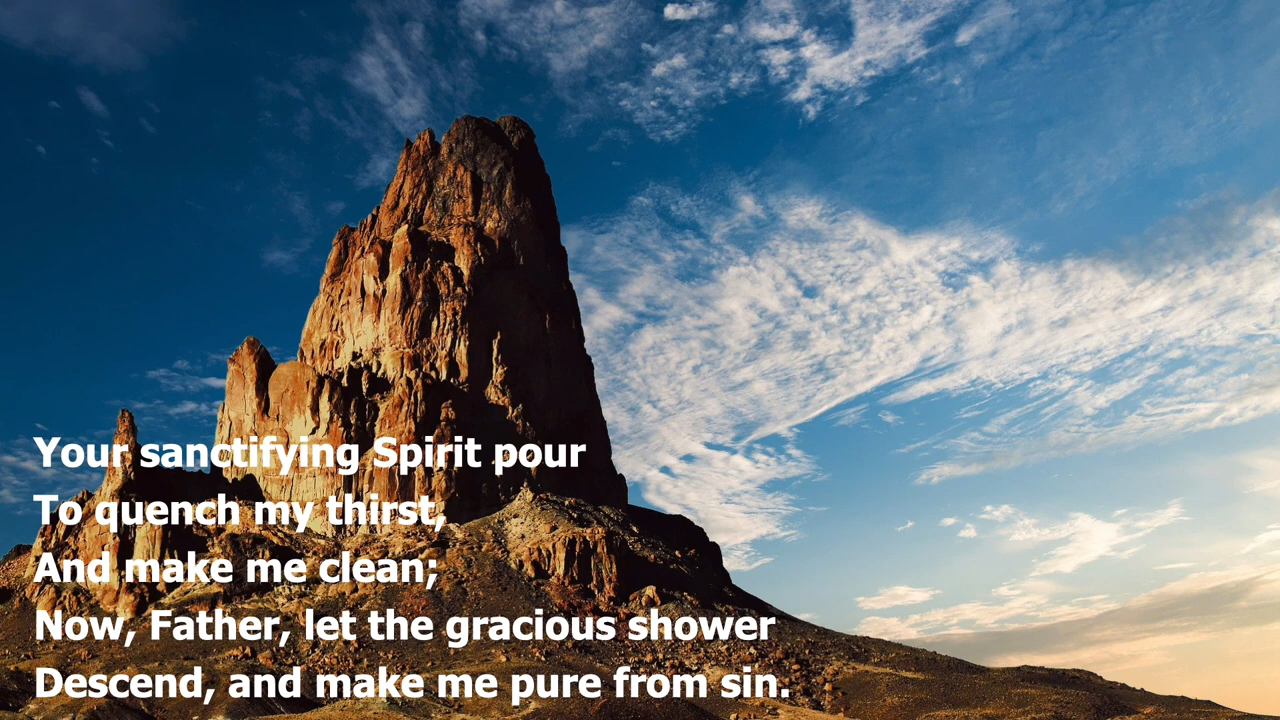 Your sanctifying Spirit pour
To quench my thirst,
And make me clean;
Now, Father, let the gracious shower
Descend, and make me pure from sin.